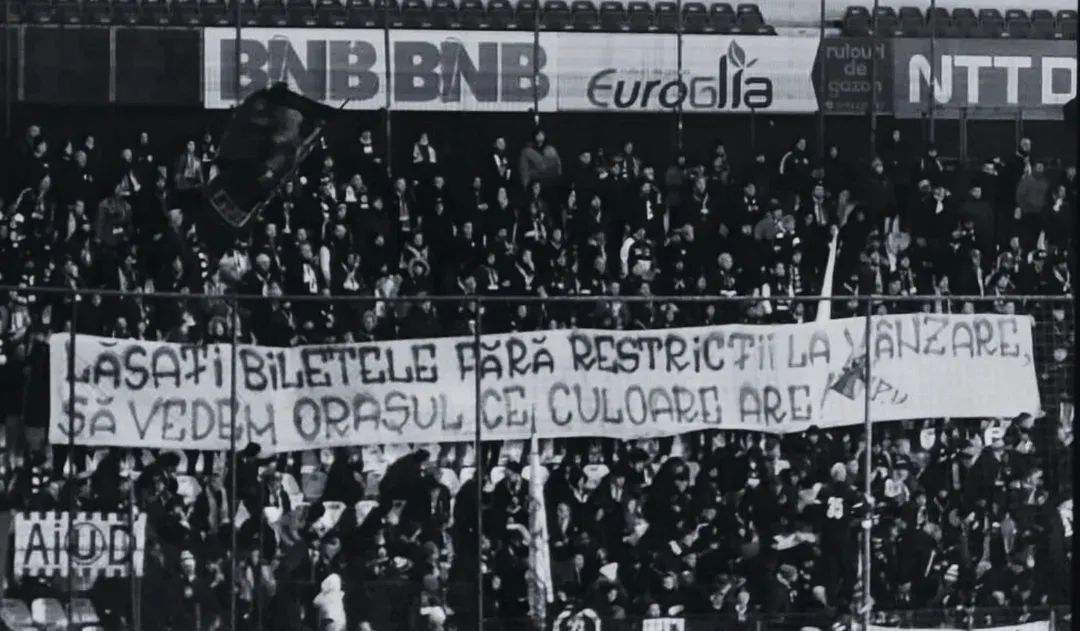 BNB BNB
EuroGlia
rulouri
de
gazon
NTT D
LĂSAȚI BILETELE FĂRĂ RESTRICȚII LA VÂNZARE,
SĂ VEDEM ORAȘUL CE CULOARE ARE
AIUD